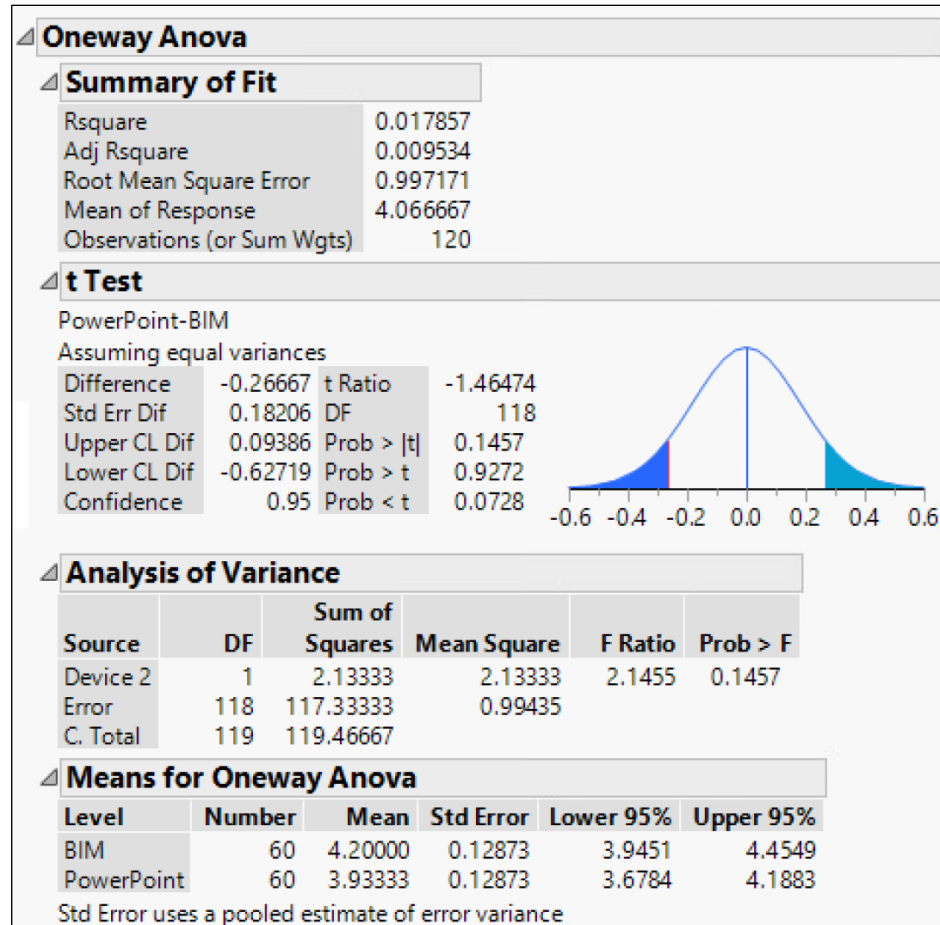 Oneway Anova
Summary of Fit
Rsquare 0.017857
Adj Rsquare 0.009534
Root Mean Square Error 0.997171
Mean of Response 4.066667
Observations (or Sum Wgts) 120
t Test
PowerPoint-BIM
Assuming equal variances
Difference -0.26667 t Ratio -1.46474
Std Err Dif 0.18206 DF 118
Upper CL Dif 0.09386 Prob > |t| 0.1457
Lower CL Dif -0.62719 Prob > t 0.9272
Confidence 0.95 Prob < t 0.0728
-0.6 -0.4 -0.2 0.0 0.2 0.4 0.6
Analysis of Variance
Sum of
Source DF Squares Mean Square F Ratio Prob > F
Device 2 1 2.13333 2.13333 2.1455 0.1457
Error 118 117.33333 0.99435
C. Total 119 119.46667
Means for Oneway Anova
Level Number Mean Std Error Lower 95% Upper 95%
BIM 60 4.20000 0.12873 3.9451 4.4549
PowerPoint 60 3.93333 0.12873 3.6784 4.1883
Std Error uses a pooled estimate of error variance